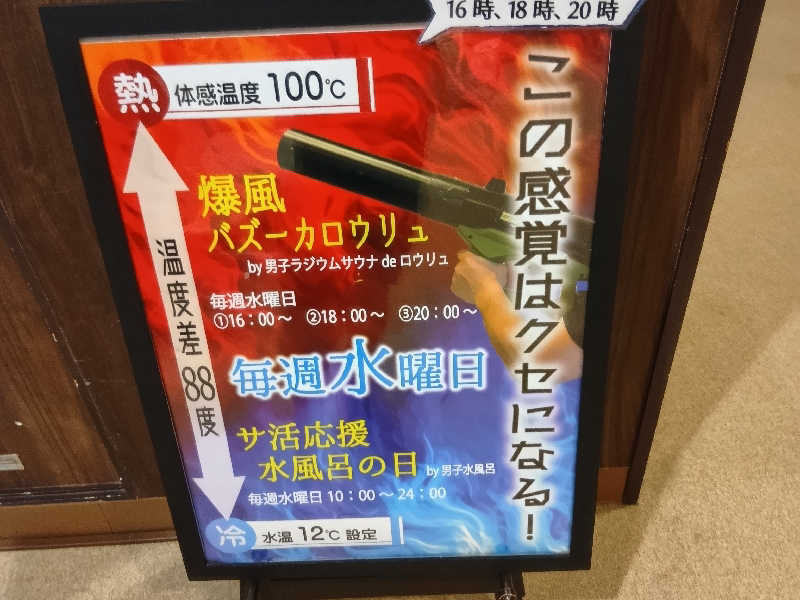 16時、18時、20時
熱 体感温度 100℃
この感覚はクセになる!
爆風
バズーカロウリュ
by 男子ラジウムサウナ de ロウリュ
毎週水曜日
①16：00～ ②18：00～ ③20：00～
温度差88度
毎週水曜日
サ活応援
水風呂の日 by 男子水風呂
毎週水曜日 10：00～24：00
冷 水温 12℃ 設定